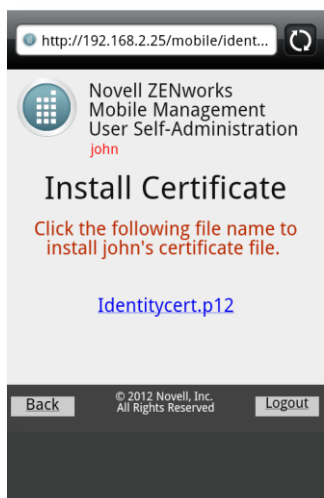 http://192.168.2.25/mobile/ident...
Novell ZENworks
Mobile Management
User Self-Administration
john
Install Certificate
Click the following file name to
install john's certificate file.
Identitycert.p12
Back
© 2012 Novell, Inc.
All Rights Reserved
Logout